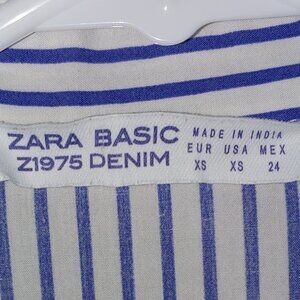 ZARA BASIC
Z1975 DENIM
MADE IN INDIA
EUR USA MEX
XS XS 24